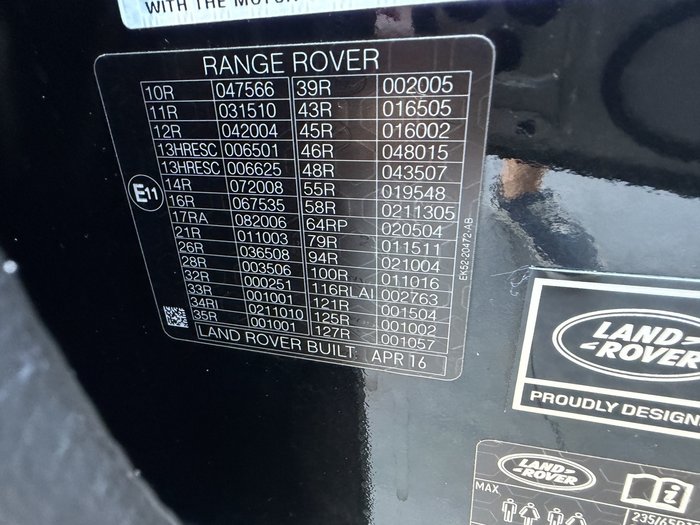 WITH THE MOTOR
RANGE ROVER
10R 047566 39R 002005
11R 031510 43R 016505
12R 042004 45R 016002
13HRESC 006501 46R 048015
13HRESC 006625 48R 043507
14R 072008 55R 019548
16R 067535 58R 0211305
17RA 082006 64RP 020504
21R 011003 79R 011511
26R 036508 94R 021004
28R 003506 100R 011016
32R 000251 116RLAI 002763
33R 001001 121R 001504
34RI 0211010 125R 001002
35R 001001 127R 001057
LAND ROVER BUILT: APR 16
E11
EK52-20472-AB
LAND
ROVER
PROUDLY DESIGN
LAND
ROVER
MAX
235/65